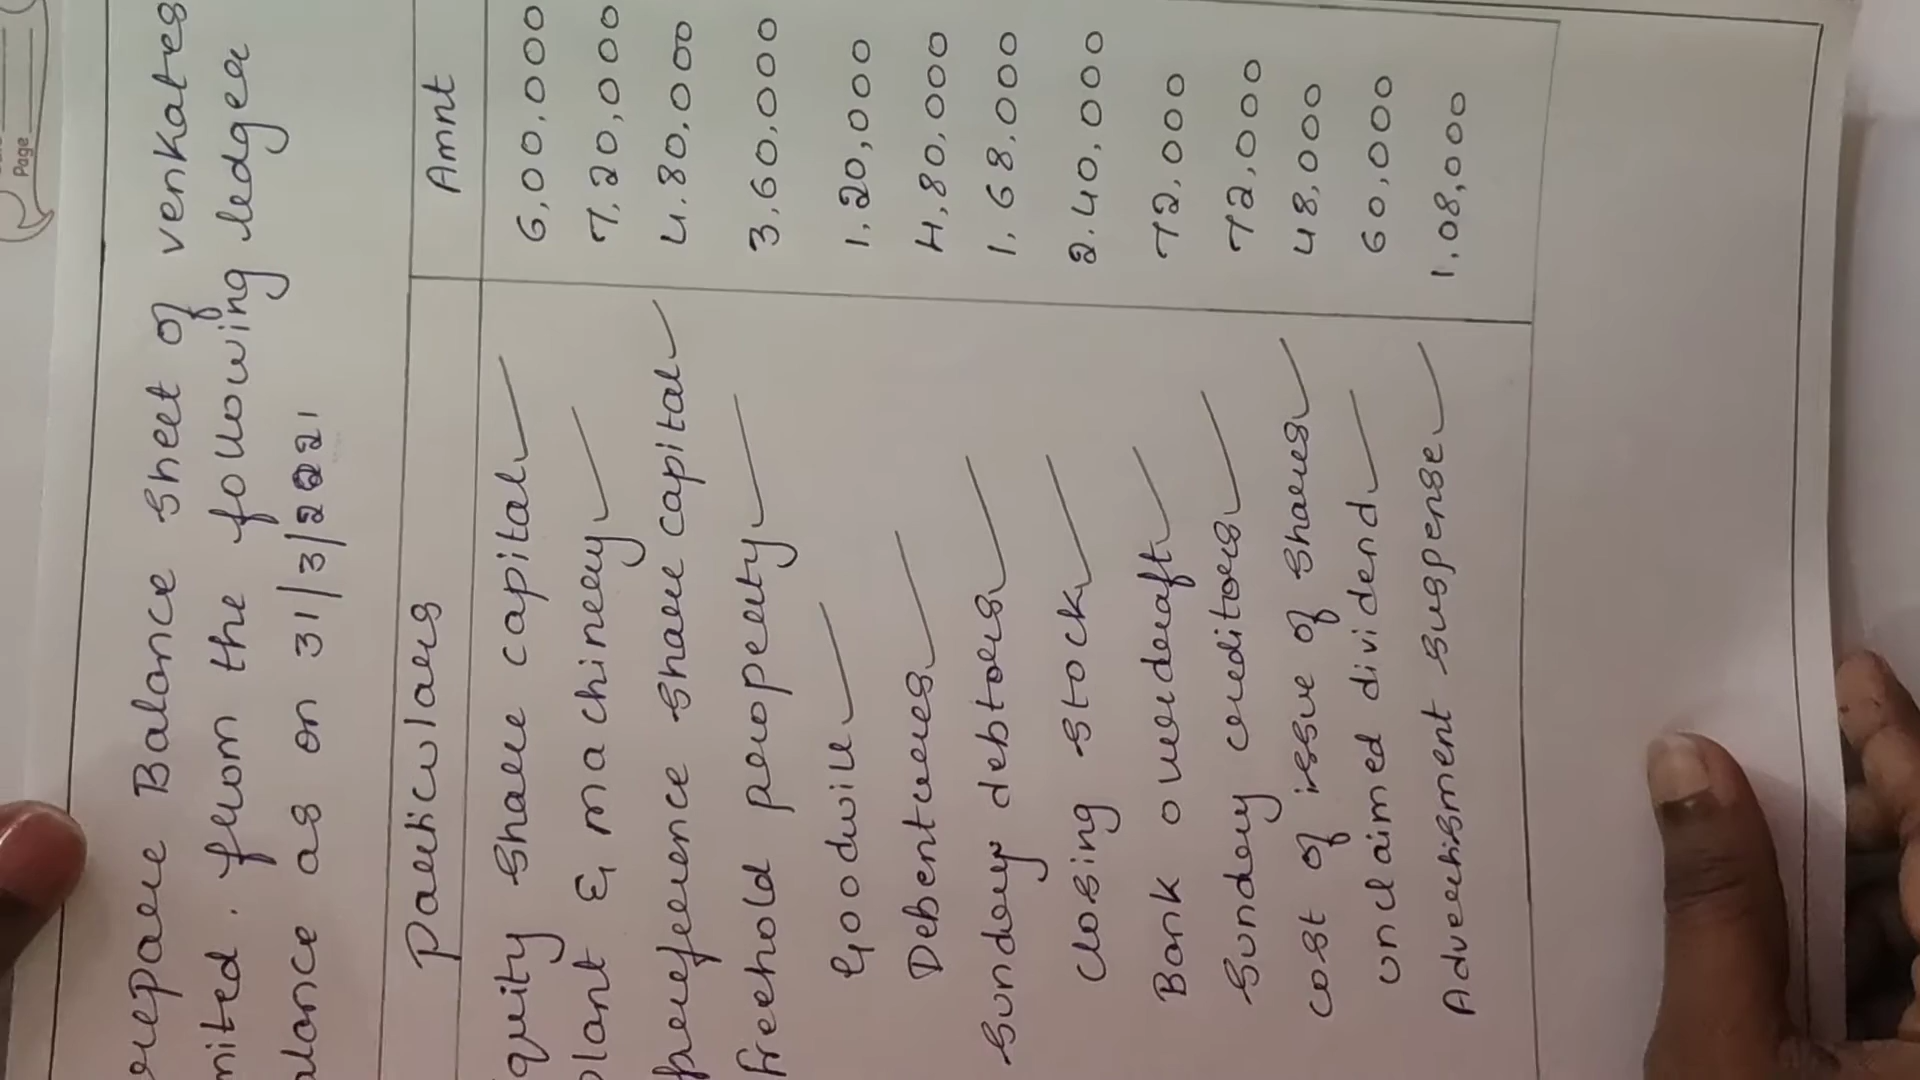 Page
repare Balance sheet of venkates
mited. from the following ledger
alance as on 31/3/2021
Particulars Amnt
quity share capital 6,00,000
plant & machinery 7,20,000
preference share capital 4.80,000
Freehold property 3,60,000
Goodwill 1,20,000
Debentures 4,80,000
Sundry debtors 1,68,000
closing stock 2.40,000
Bank overdraft 72,000
Sundry creditors 72,000
cost of issue of shares 48,000
unclaimed dividend 60,000
Advertisment suspense 1,08,000